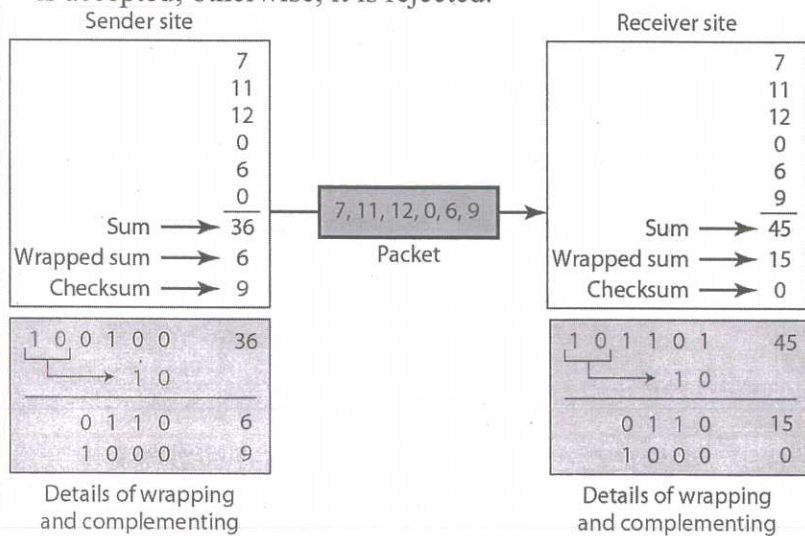 is accepted; otherwise, it is rejected.
Sender site
7
11
12
0
6
0
Sum 36
Wrapped sum 6
Checksum 9
1 0 0 1 0 0 36
1 0
0 1 1 0 6
1 0 0 0 9
Details of wrapping
and complementing
7, 11, 12, 0, 6, 9
Packet
Receiver site
7
11
12
0
6
9
Sum 45
Wrapped sum 15
Checksum 0
1 0 1 1 0 1 45
1 0
0 1 1 0 15
1 0 0 0 0
Details of wrapping
and complementing